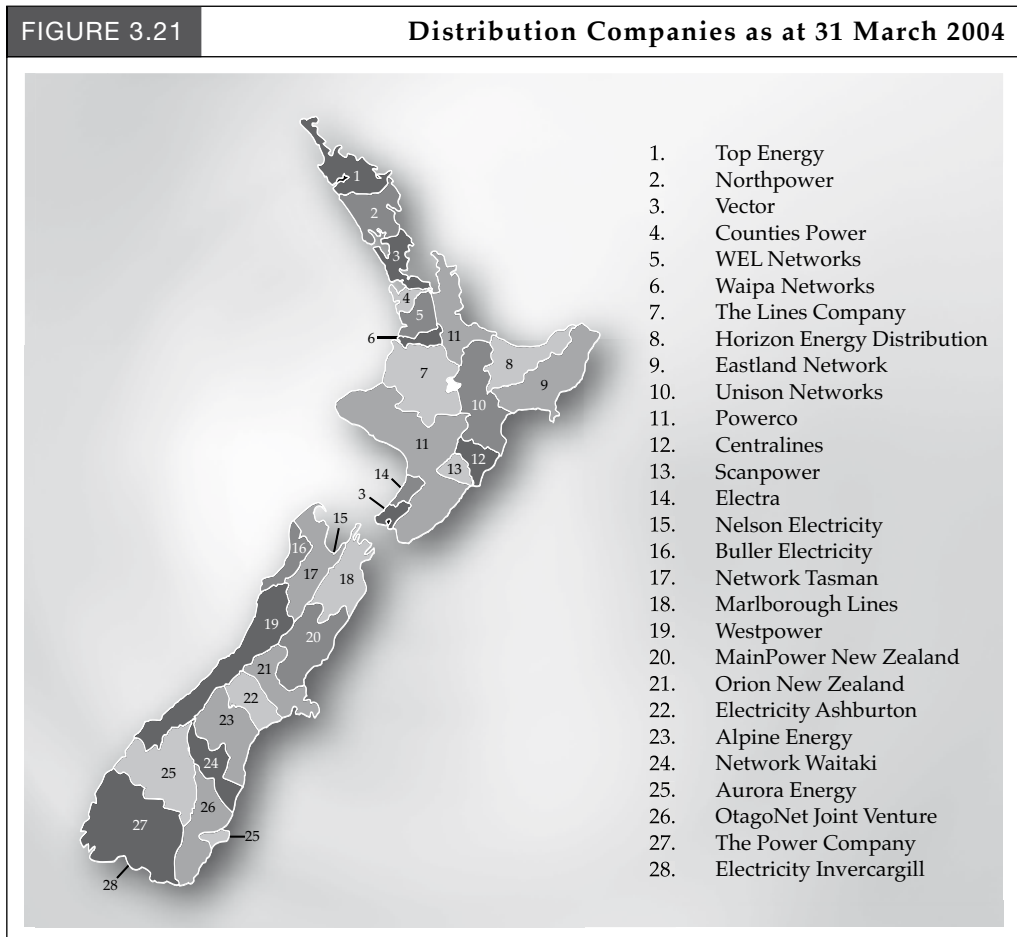 FIGURE 3.21
Distribution Companies as at 31 March 2004
1. Top Energy
2. Northpower
3. Vector
4. Counties Power
5. WEL Networks
6. Waipa Networks
7. The Lines Company
8. Horizon Energy Distribution
9. Eastland Network
10. Unison Networks
11. Powerco
12. Centralines
13. Scanpower
14. Electra
15. Nelson Electricity
16. Buller Electricity
17. Network Tasman
18. Marlborough Lines
19. Westpower
20. MainPower New Zealand
21. Orion New Zealand
22. Electricity Ashburton
23. Alpine Energy
24. Network Waitaki
25. Aurora Energy
26. OtagoNet Joint Venture
27. The Power Company
28. Electricity Invercargill
1
2
3
4
5
6
11
7
8
9
10
11
12
13
14
3
15
16
17
18
19
20
21
22
23
24
25
26
27
25
28